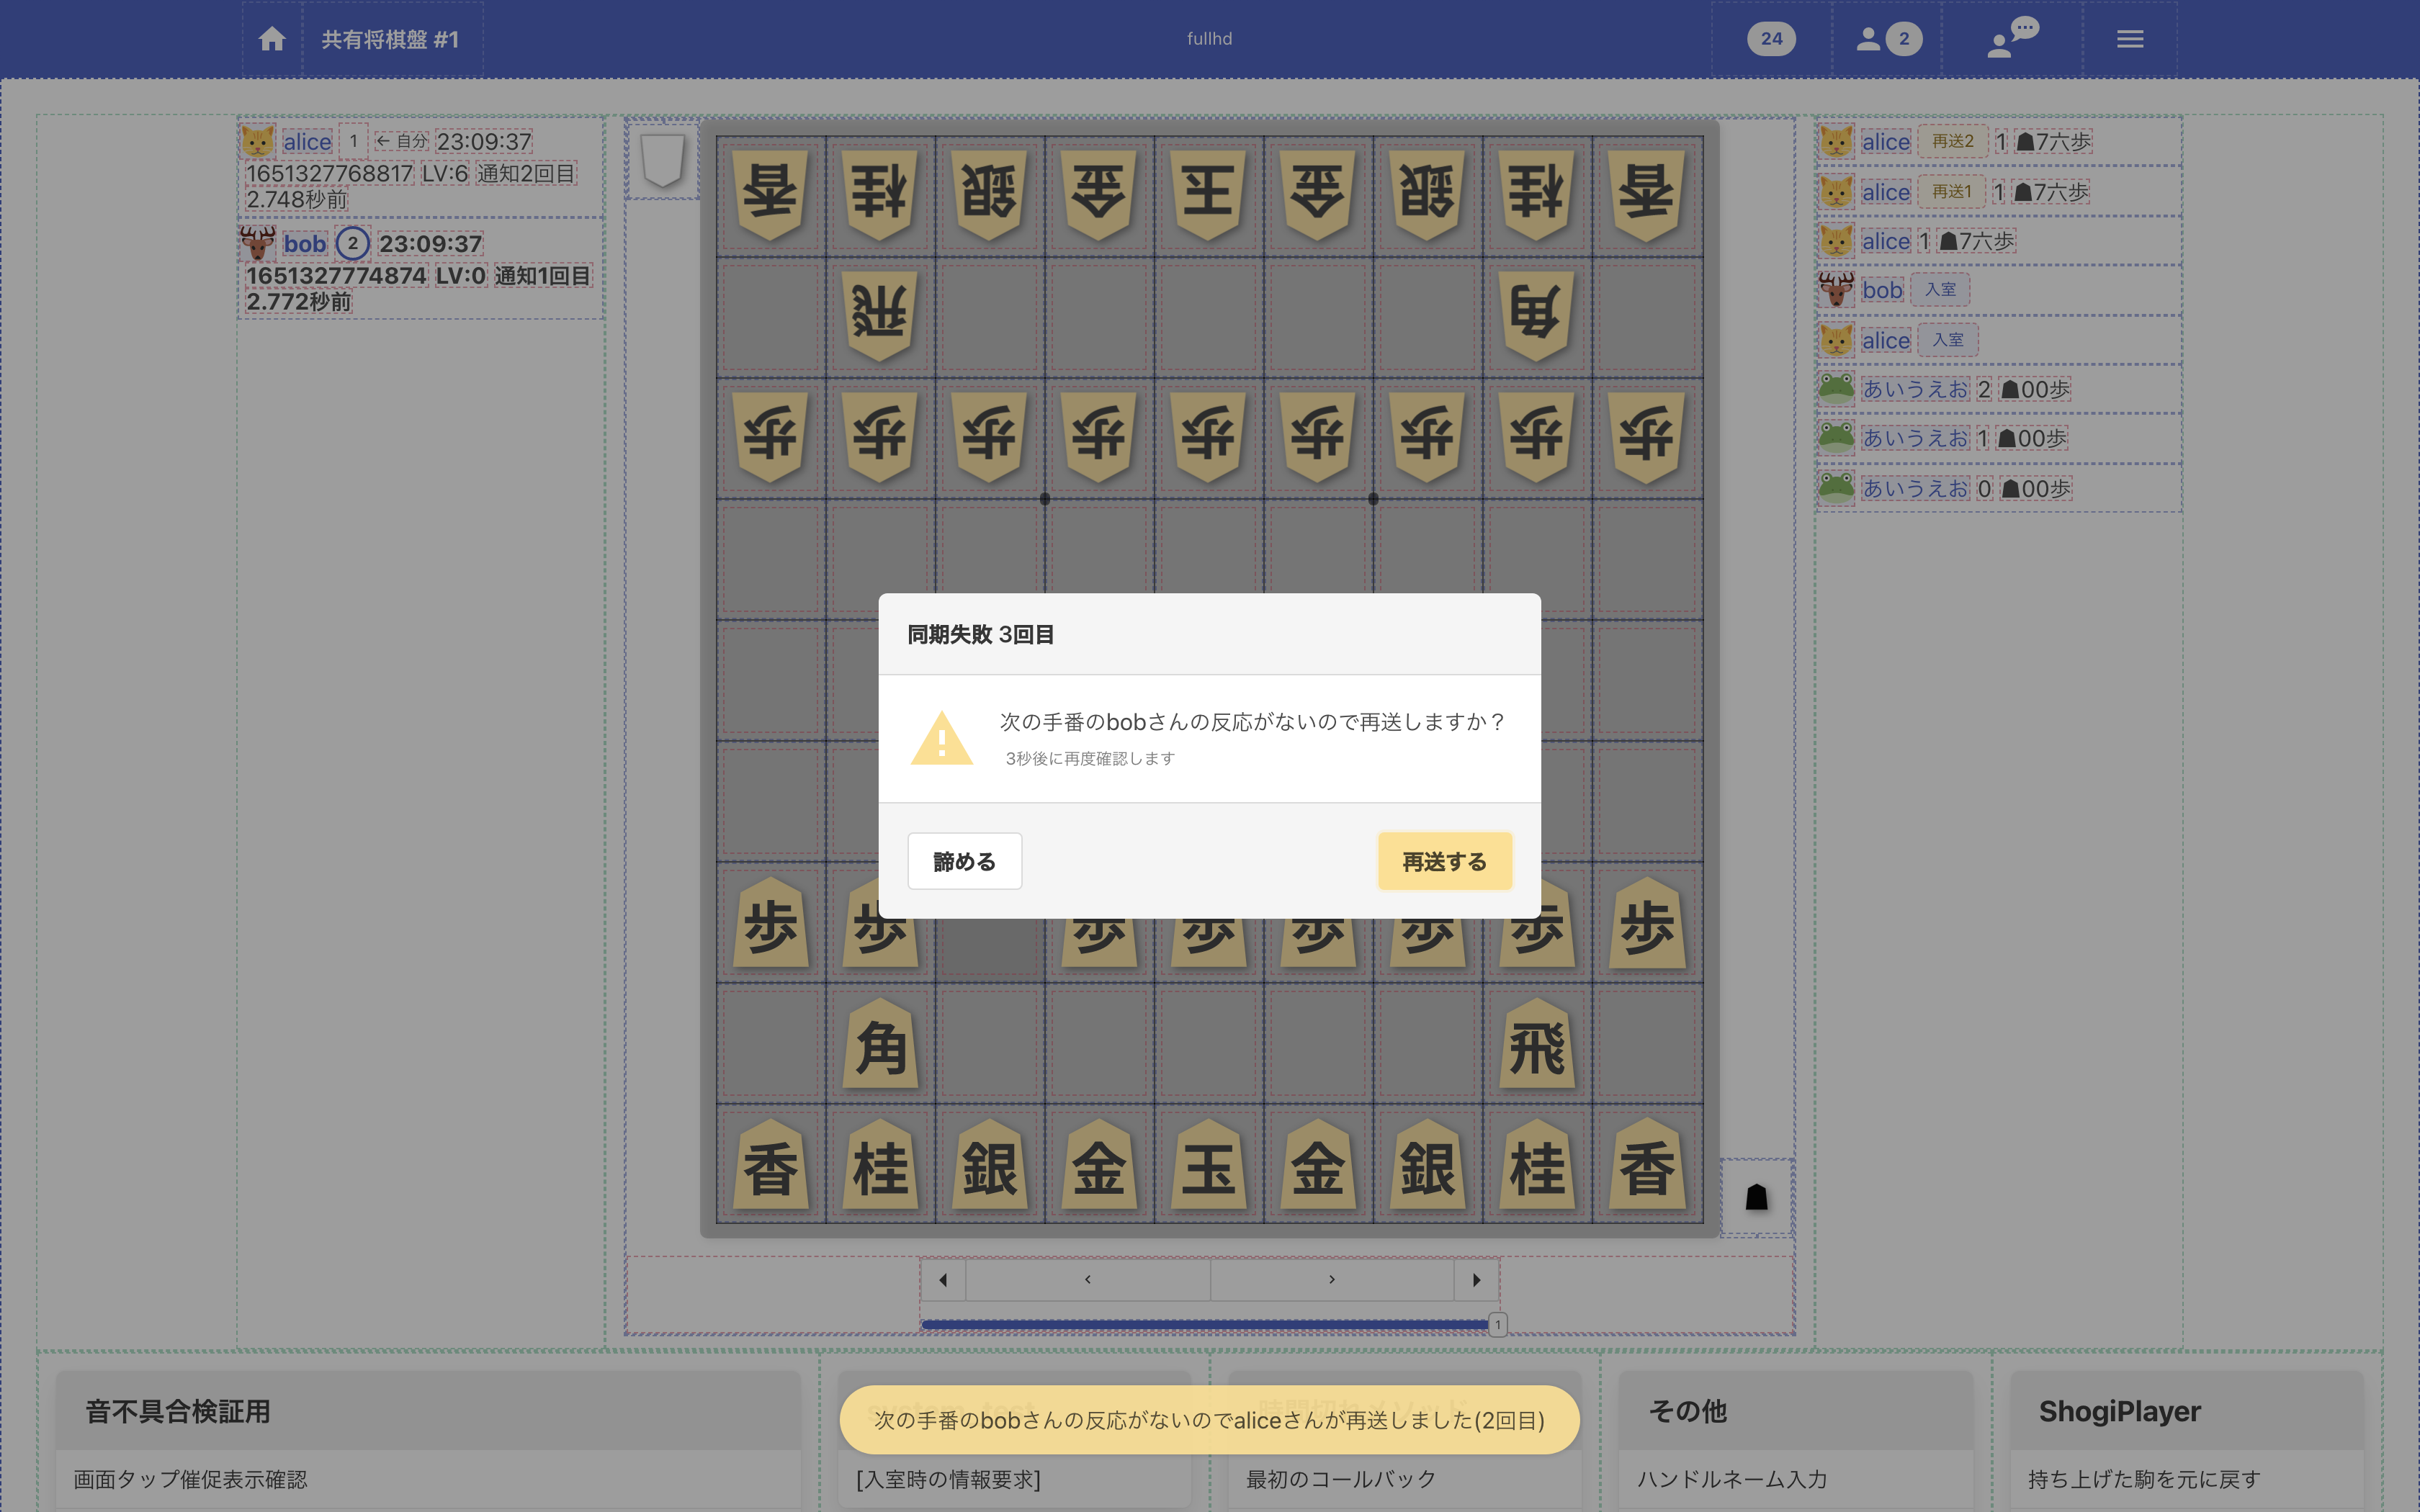 共有将棋盤 #1
fullhd
24
2
alice 1 ← 自分 23:09:37
1651327768817 LV:6 通知2回目
2.748秒前
bob 2 23:09:37
1651327774874 LV:0 通知1回目
2.772秒前
香 桂 銀 金 玉 金 銀 桂 香
飛 角
歩 歩 歩 歩 歩 歩 歩 歩 歩
歩 歩 歩 歩 歩 歩 歩 歩
角 飛
香 桂 銀 金 玉 金 銀 桂 香
1
alice 再送2 1 ☗7六歩
alice 再送1 1 ☗7六歩
alice 1 ☗7六歩
bob 入室
alice 入室
あいうえお 2 ☗00歩
あいうえお 1 ☗00歩
あいうえお 0 ☗00歩
同期失敗 3回目
次の手番のbobさんの反応がないので再送しますか？
3秒後に再度確認します
諦める
再送する
次の手番のbobさんの反応がないのでaliceさんが再送しました(2回目)
音不具合検証用
画面タップ催促表示確認
[入室時の情報要求]
最初のコールバック
その他
ハンドルネーム入力
ShogiPlayer
持ち上げた駒を元に戻す